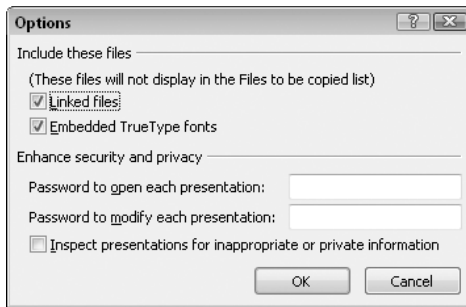 Options
Include these files
(These files will not display in the Files to be copied list)
Linked files
Embedded TrueType fonts
Enhance security and privacy
Password to open each presentation:
Password to modify each presentation:
Inspect presentations for inappropriate or private information
OK Cancel